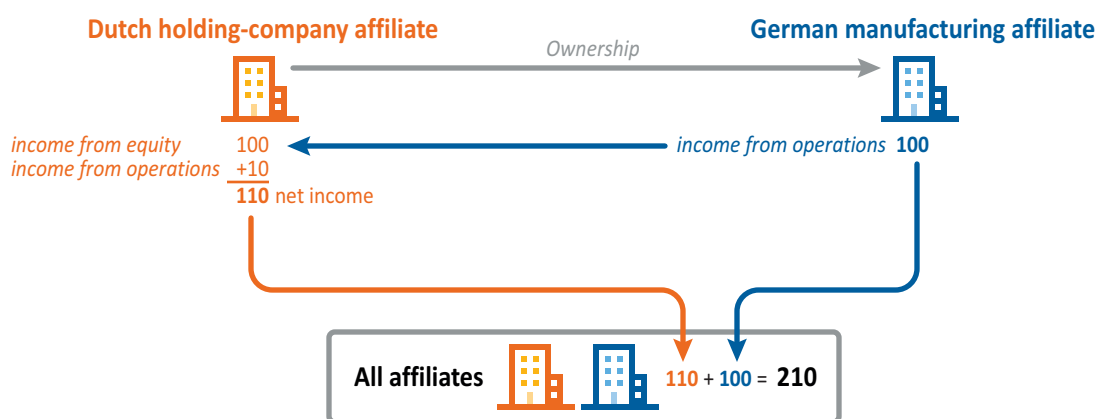 Dutch holding-company affiliate
German manufacturing affiliate
Ownership
income from equity 100
income from operations +10
110 net income
income from operations 100
All affiliates 110 + 100 = 210